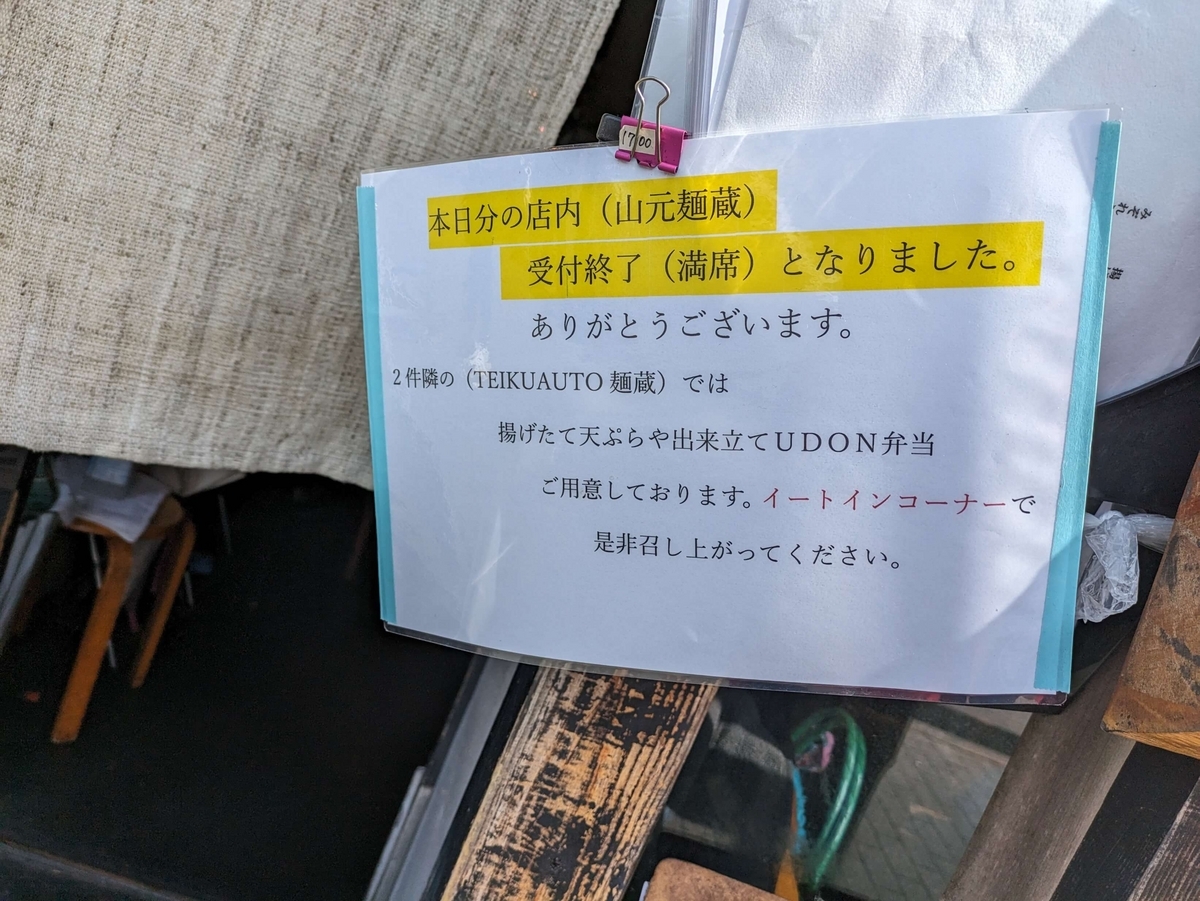 17:00
本日分の店内（山元麺蔵）
受付終了（満席）となりました。
ありがとうございます。
２件隣の（TEIKUAUTO 麺蔵）では
揚げたて天ぷらや出来立てＵＤＯＮ弁当
ご用意しております。イートインコーナーで
是非召し上がってください。
みぞれ